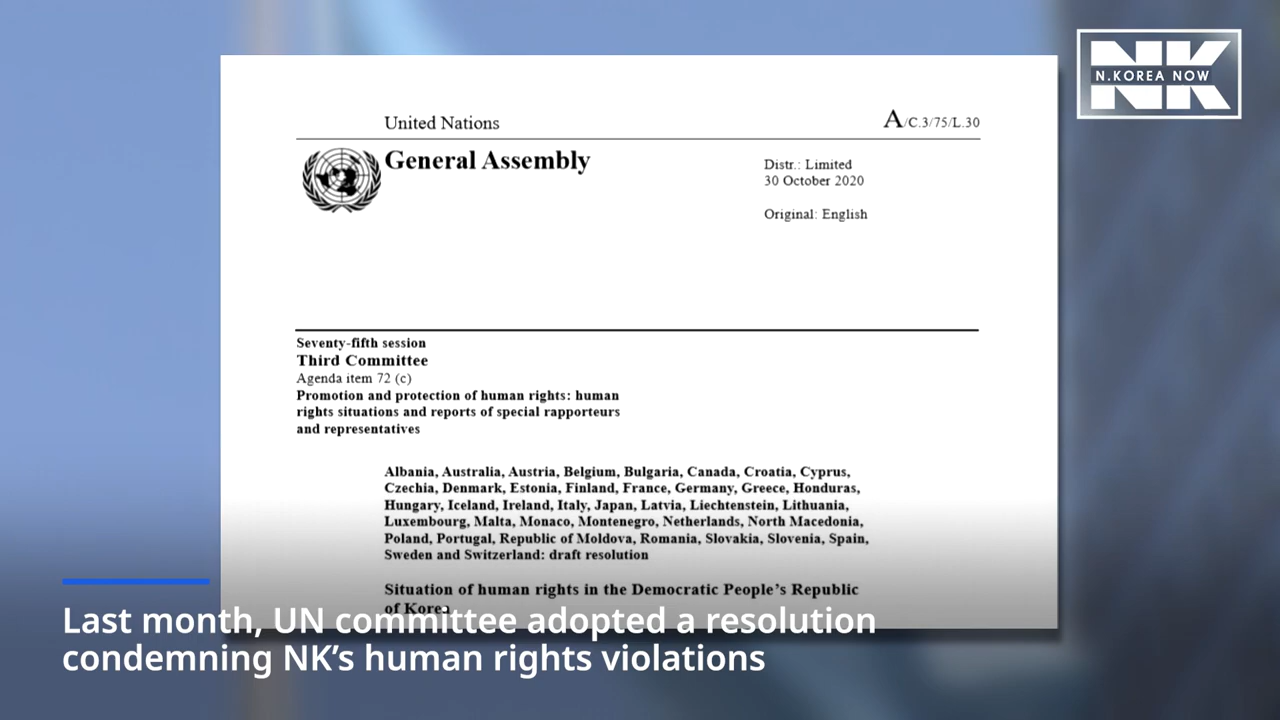 N.KOREA NOW
NK
United Nations
A/C.3/75/L.30
General Assembly
Distr.: Limited
30 October 2020
Original: English
Seventy-fifth session
Third Committee
Agenda item 72 (c)
Promotion and protection of human rights: human
rights situations and reports of special rapporteurs
and representatives
Albania, Australia, Austria, Belgium, Bulgaria, Canada, Croatia, Cyprus,
Czechia, Denmark, Estonia, Finland, France, Germany, Greece, Honduras,
Hungary, Iceland, Ireland, Italy, Japan, Latvia, Liechtenstein, Lithuania,
Luxembourg, Malta, Monaco, Montenegro, Netherlands, North Macedonia,
Poland, Portugal, Republic of Moldova, Romania, Slovakia, Slovenia, Spain,
Sweden and Switzerland: draft resolution
Situation of human rights in the Democratic People’s Republic
of Korea
Last month, UN committee adopted a resolution
condemning NK’s human rights violations